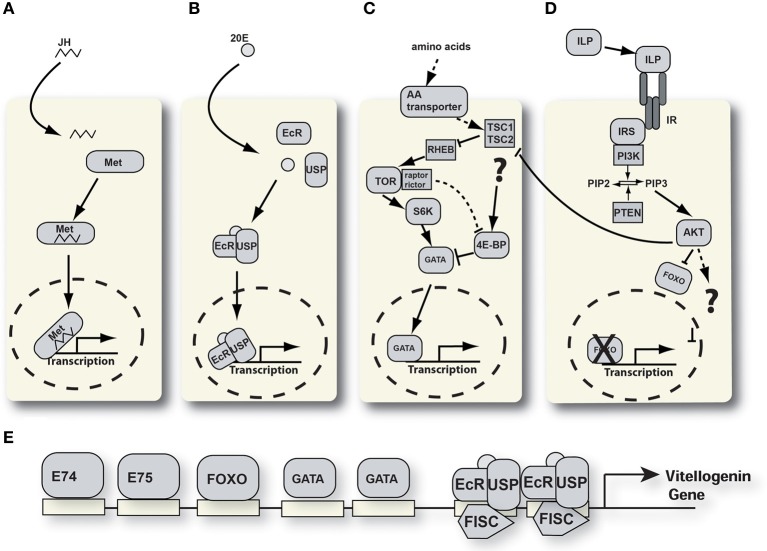 A
JH
Met
Met
Met
Transcription
B
20E
EcR
USP
EcR USP
EcR USP
Transcription
C
amino acids
AA
transporter
TSC1
TSC2
RHEB
TOR
raptor
rictor
?
S6K
GATA
4E-BP
GATA
Transcription
D
ILP
ILP
IR
IRS
PI3K
PIP2
PIP3
PTEN
AKT
FOXO
?
FOXO
Transcription
E
E74
E75
FOXO
GATA
GATA
EcR USP
FISC
EcR USP
FISC
Vitellogenin
Gene